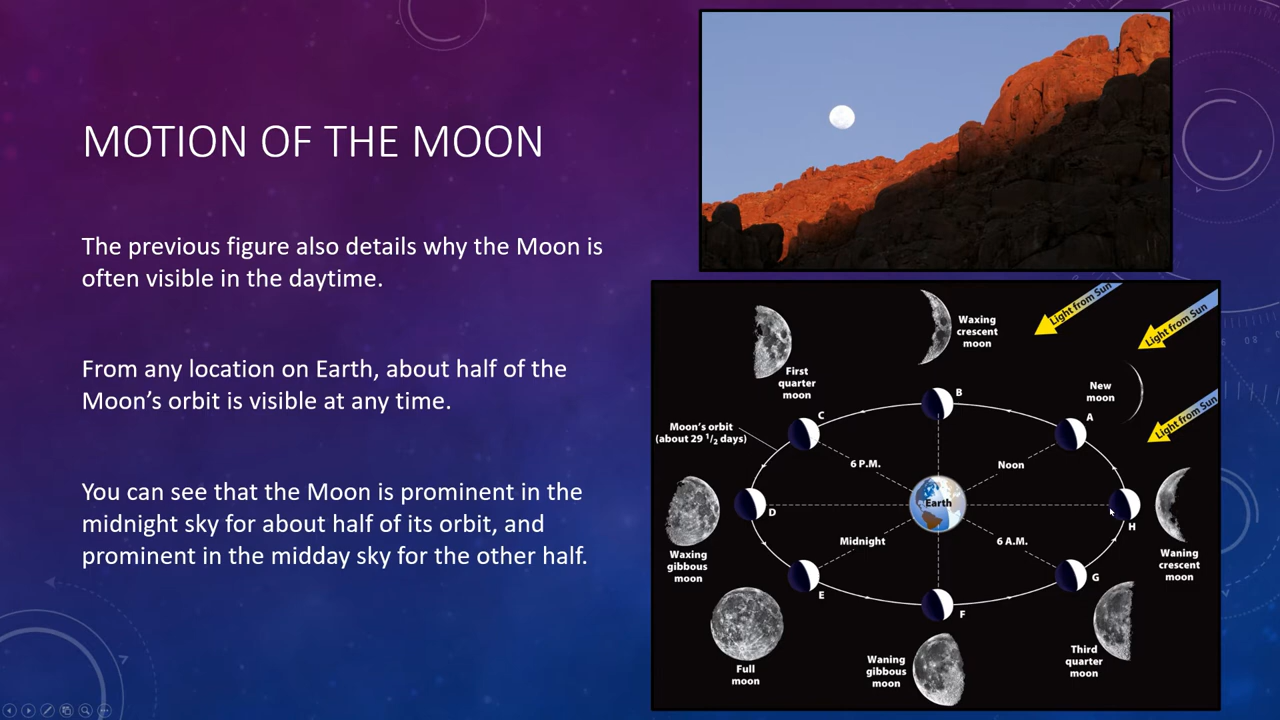 MOTION OF THE MOON
The previous figure also details why the Moon is
often visible in the daytime.
From any location on Earth, about half of the
Moon’s orbit is visible at any time.
You can see that the Moon is prominent in the
midnight sky for about half of its orbit, and
prominent in the midday sky for the other half.
Light from Sun
Light from Sun
Light from Sun
Waxing
crescent
moon
First
quarter
moon
New
moon
B
A
C
Moon's orbit
(about 29 1/2 days)
6 P.M.
Noon
Earth
D
H
Midnight
6 A.M.
Waxing
gibbous
moon
Waning
crescent
moon
E
G
F
Full
moon
Waning
gibbous
moon
Third
quarter
moon